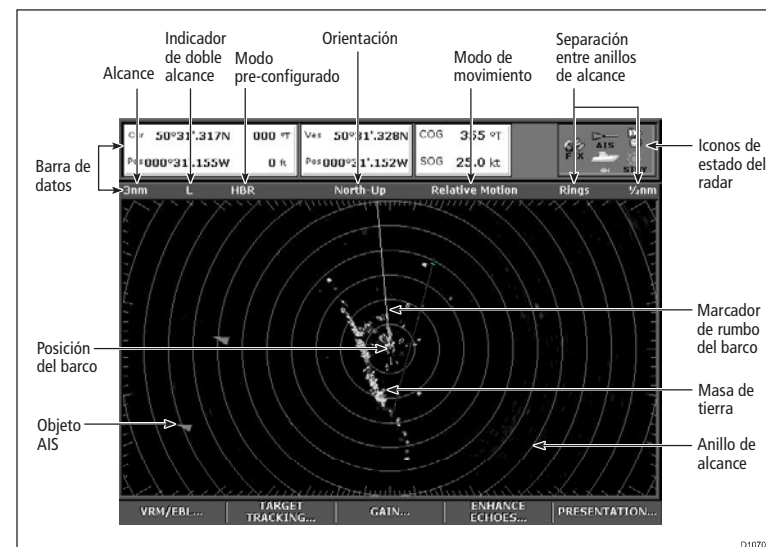 Alcance
Indicador
de doble
alcance
Modo
pre-configurado
Orientación
Modo de
movimiento
Separación
entre anillos
de alcance
Barra de
datos
Iconos de
estado del
radar
50°31'.317N 000 °T
Pos 000°31'.155W 0 ft
Ves 50°31'.328N
Pos 000°31'.152W
COG 355 °T
SOG 25.0 kt
AIS
3nm L HBR North-Up Relative Motion Rings ½nm
Posición
del barco
Objeto
AIS
Marcador
de rumbo
del barco
Masa de
tierra
Anillo de
alcance
VRM/EBL...
TARGET
TRACKING...
GAIN...
ENHANCE
ECHOES...
PRESENTATION...
D1070